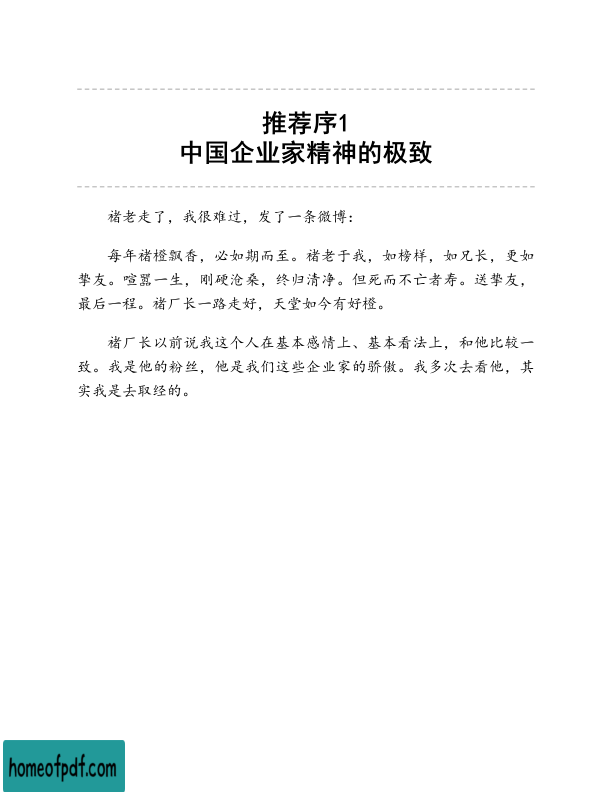 推荐序1
中国企业家精神的极致
褚老走了，我很难过，发了一条微博：
每年褚橙飘香，必如期而至。褚老于我，如榜样，如兄长，更如
挚友。喧嚣一生，刚硬沧桑，终归清净。但死而不亡者寿。送挚友，
最后一程。褚厂长一路走好，天堂如今有好橙。
褚厂长以前说我这个人在基本感情上、基本看法上，和他比较一
致。我是他的粉丝，他是我们这些企业家的骄傲。我多次去看他，其
实我是去取经的。
homeofpdf.com